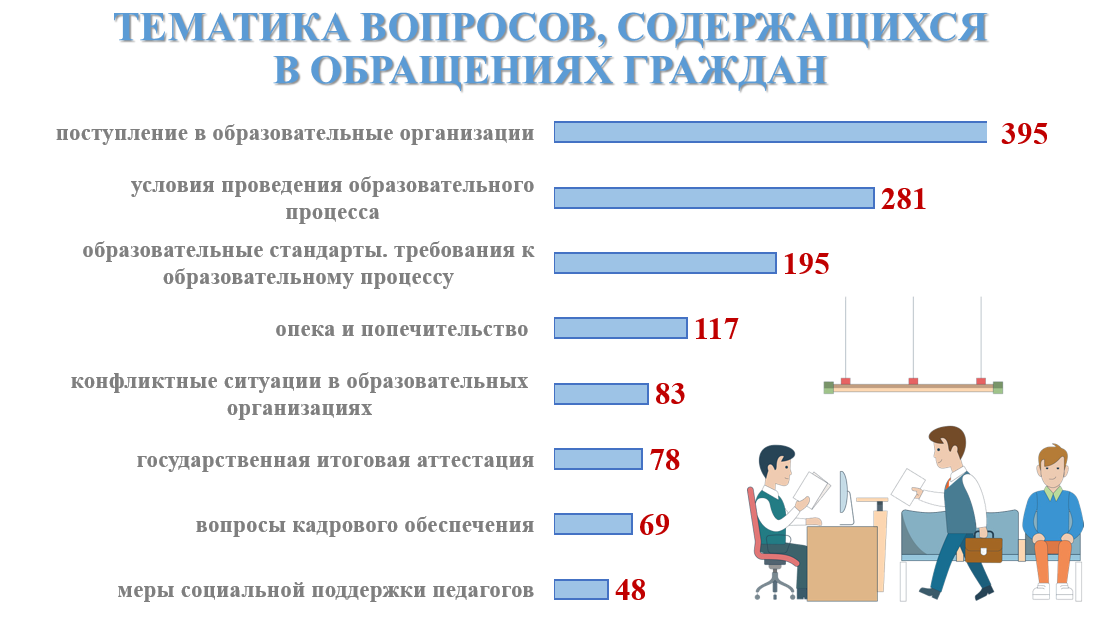 ТЕМАТИКА ВОПРОСОВ, СОДЕРЖАЩИХСЯ
В ОБРАЩЕНИЯХ ГРАЖДАН
поступление в образовательные организации 395
условия проведения образовательного
процесса 281
образовательные стандарты. требования к
образовательному процессу 195
опека и попечительство 117
конфликтные ситуации в образовательных
организациях 83
государственная итоговая аттестация 78
вопросы кадрового обеспечения 69
меры социальной поддержки педагогов 48